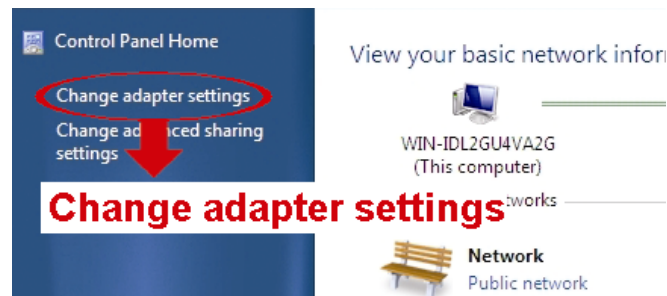 Control Panel Home
Change adapter settings
Change advanced sharing
settings
Change adapter settings
View your basic network infor
WIN-IDL2GU4VA2G
(This computer)
tworks
Network
Public network